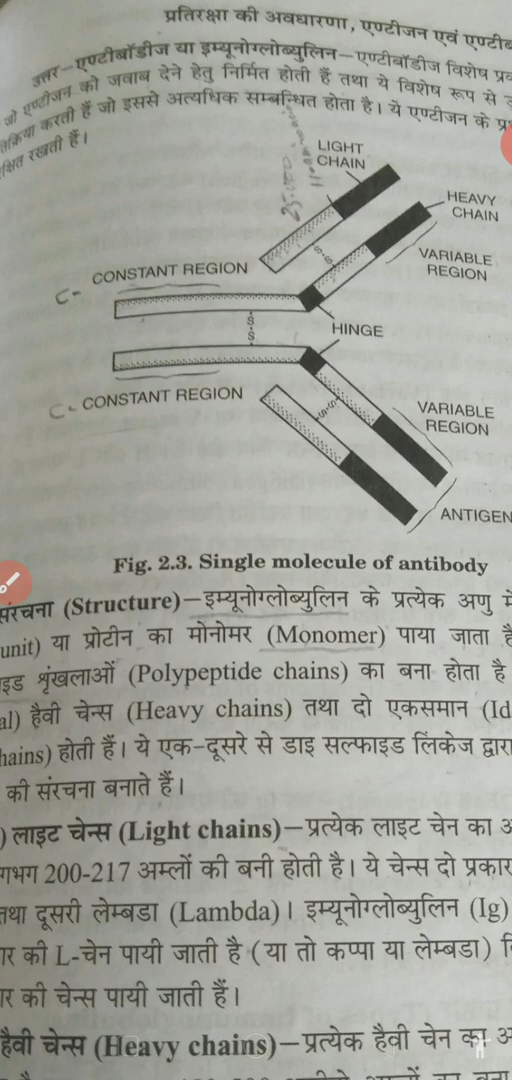 प्रतिरक्षा की अवधारणा, एण्टीजन एवं
उत्तर–एण्टीबॉडीज या इम्यूनोग्लोब्युलिन–एण्टीबॉडीज विशेष
जो एण्टीजन को जवाब देने हेतु निर्मित होती हैं तथा ये विशेष रूप से
करती हैं जो इससे अत्यधिक सम्बन्धित होता है। ये एण्टीजन के
रखती हैं।
LIGHT
CHAIN
HEAVY
CHAIN
VARIABLE
REGION
C- CONSTANT REGION
S-S
S
S
HINGE
C- CONSTANT REGION
S-S
VARIABLE
REGION
ANTIGEN
Fig. 2.3. Single molecule of antibody
संरचना (Structure)–इम्यूनोग्लोब्युलिन के प्रत्येक अणु में
unit) या प्रोटीन का मोनोमर (Monomer) पाया जाता है
इड शृंखलाओं (Polypeptide chains) का बना होता है
al) हैवी चेन्स (Heavy chains) तथा दो एकसमान (Id
hains) होती हैं। ये एक-दूसरे से डाइ सल्फाइड लिंकेज द्वारा
की संरचना बनाते हैं।
) लाइट चेन्स (Light chains)–प्रत्येक लाइट चेन का अ
गभग 200-217 अम्लों की बनी होती है। ये चेन्स दो प्रकार
तथा दूसरी लेम्बडा (Lambda)। इम्यूनोग्लोब्युलिन (Ig)
ार की L-चेन पायी जाती है (या तो कप्पा या लेम्बडा)
ार की चेन्स पायी जाती हैं।
हैवी चेन्स (Heavy chains)–प्रत्येक हैवी चेन का अ